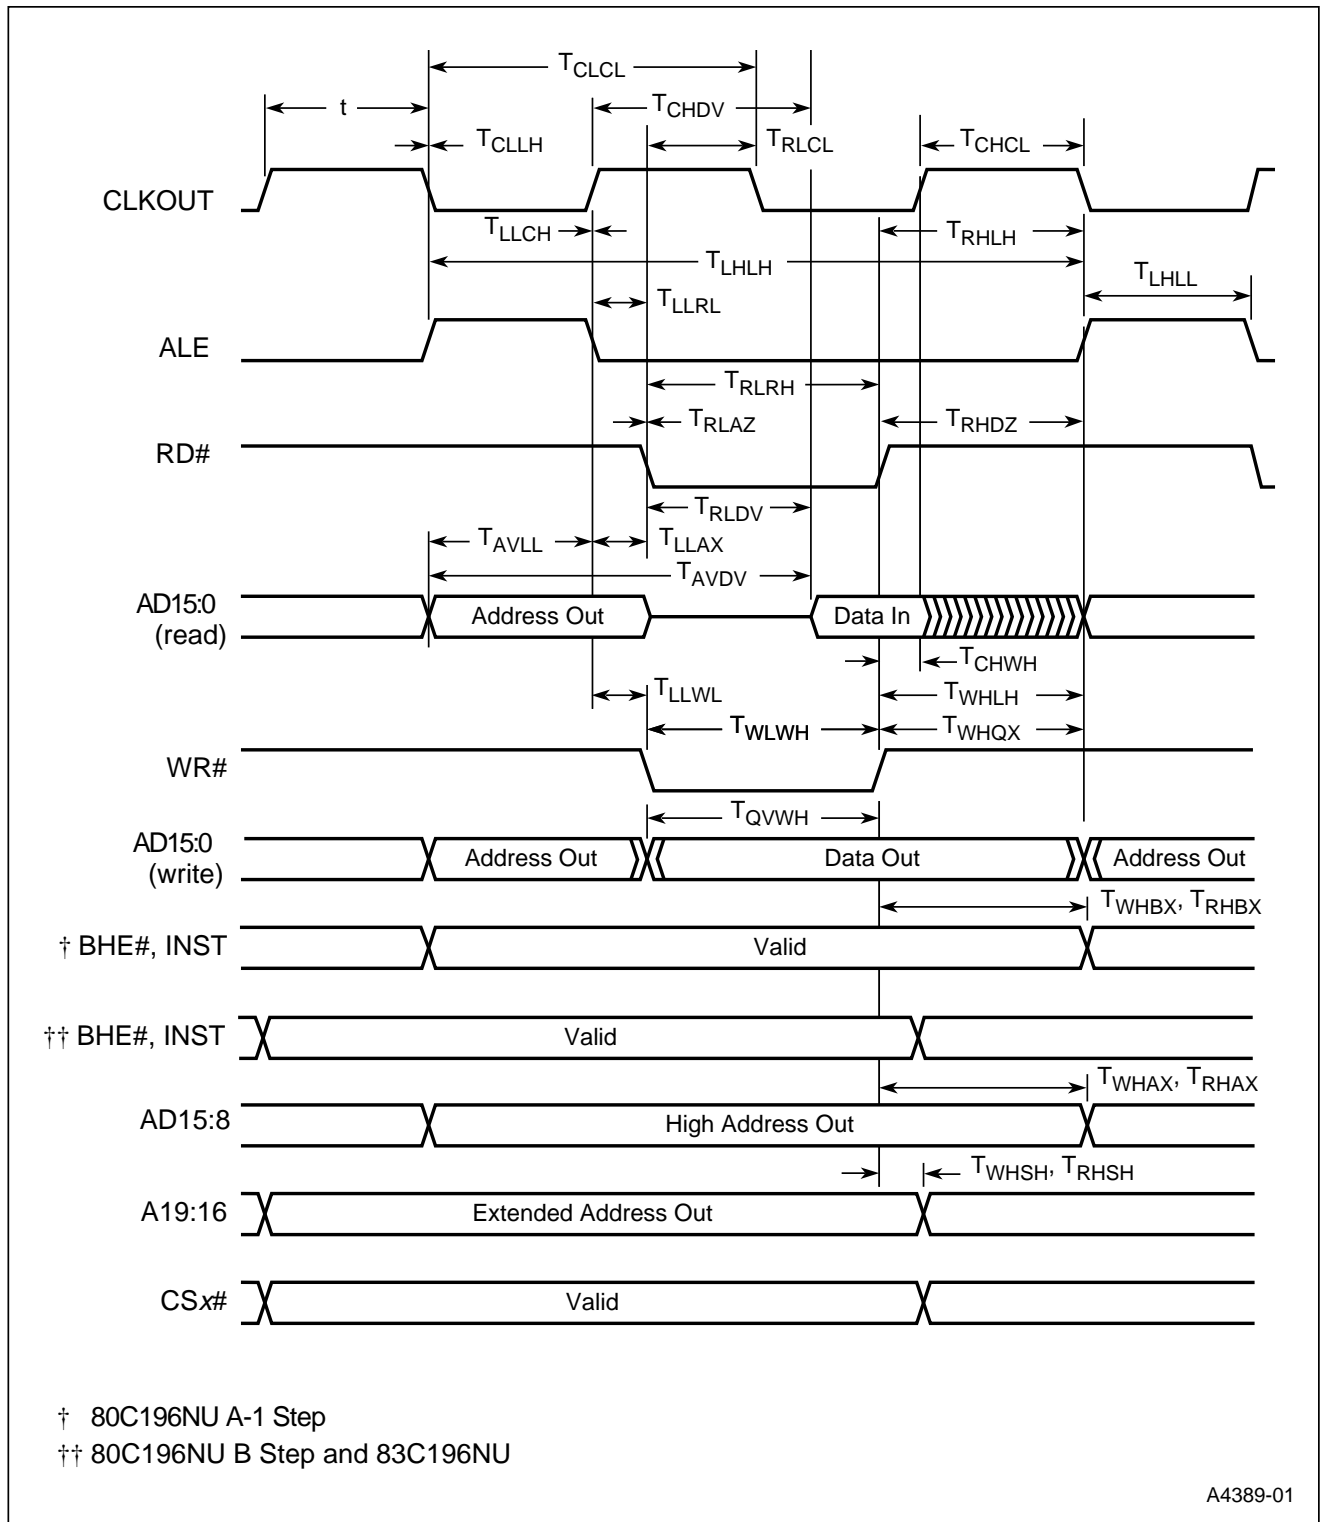 TCLCL
t
TCHDV
TCLLH
TRLCL
TCHCL
CLKOUT
TLLCH
TRHLH
TLHLH
TLHLL
TLLRL
ALE
TRLRH
TRLAZ
TRHDZ
RD#
TRLDV
TAVLL
TLLAX
TAVDV
AD15:0
(read)
Address Out
Data In
TCHWH
TLLWL
TWHLH
TWLWH
TWHQX
WR#
TQVWH
AD15:0
(write)
Address Out
Data Out
Address Out
TWHBX, TRHBX
† BHE#, INST
Valid
†† BHE#, INST
Valid
TWHAX, TRHAX
AD15:8
High Address Out
TWHSH, TRHSH
A19:16
Extended Address Out
CSx#
Valid
† 80C196NU A-1 Step
†† 80C196NU B Step and 83C196NU
A4389-01